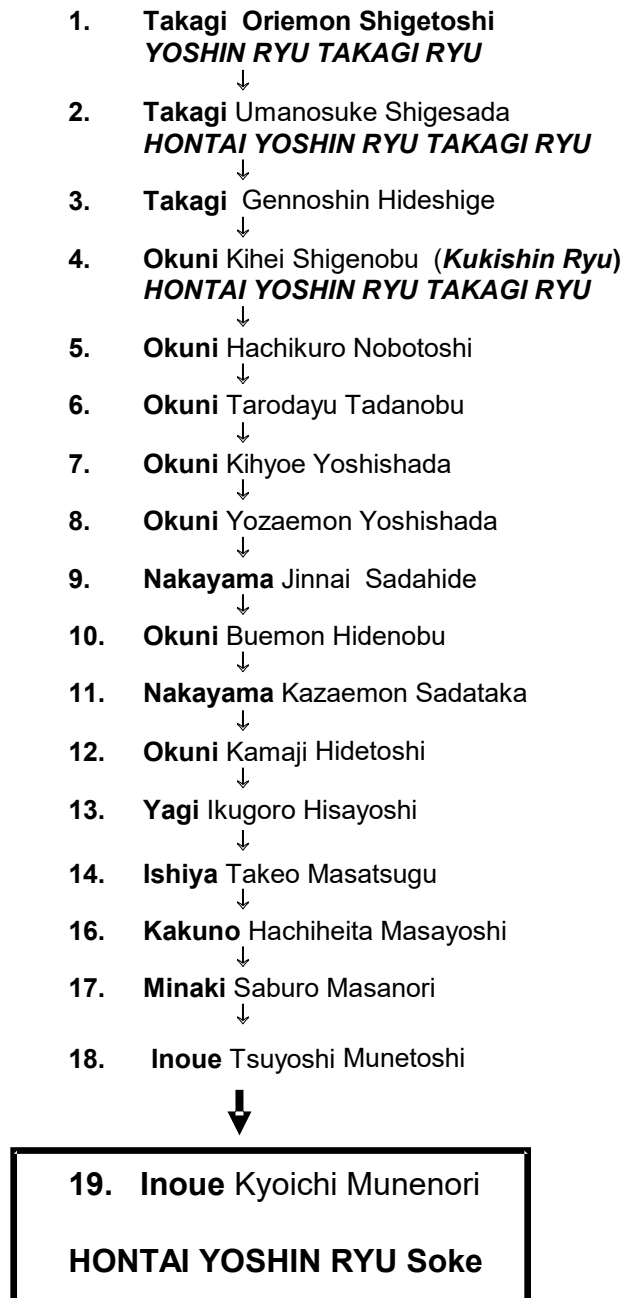 1. Takagi Oriemon Shigetoshi
YOSHIN RYU TAKAGI RYU
2. Takagi Umanosuke Shigesada
HONTAI YOSHIN RYU TAKAGI RYU
3. Takagi Gennoshin Hideshige
4. Okuni Kihei Shigenobu (Kukishin Ryu)
HONTAI YOSHIN RYU TAKAGI RYU
5. Okuni Hachikuro Nobotoshi
6. Okuni Tarodayu Tadanobu
7. Okuni Kihyoe Yoshishada
8. Okuni Yozaemon Yoshishada
9. Nakayama Jinnai Sadahide
10. Okuni Buemon Hidenobu
11. Nakayama Kazaemon Sadataka
12. Okuni Kamaji Hidetoshi
13. Yagi Ikugoro Hisayoshi
14. Ishiya Takeo Masatsugu
16. Kakuno Hachiheita Masayoshi
17. Minaki Saburo Masanori
18. Inoue Tsuyoshi Munetoshi
19. Inoue Kyoichi Munenori
HONTAI YOSHIN RYU Soke